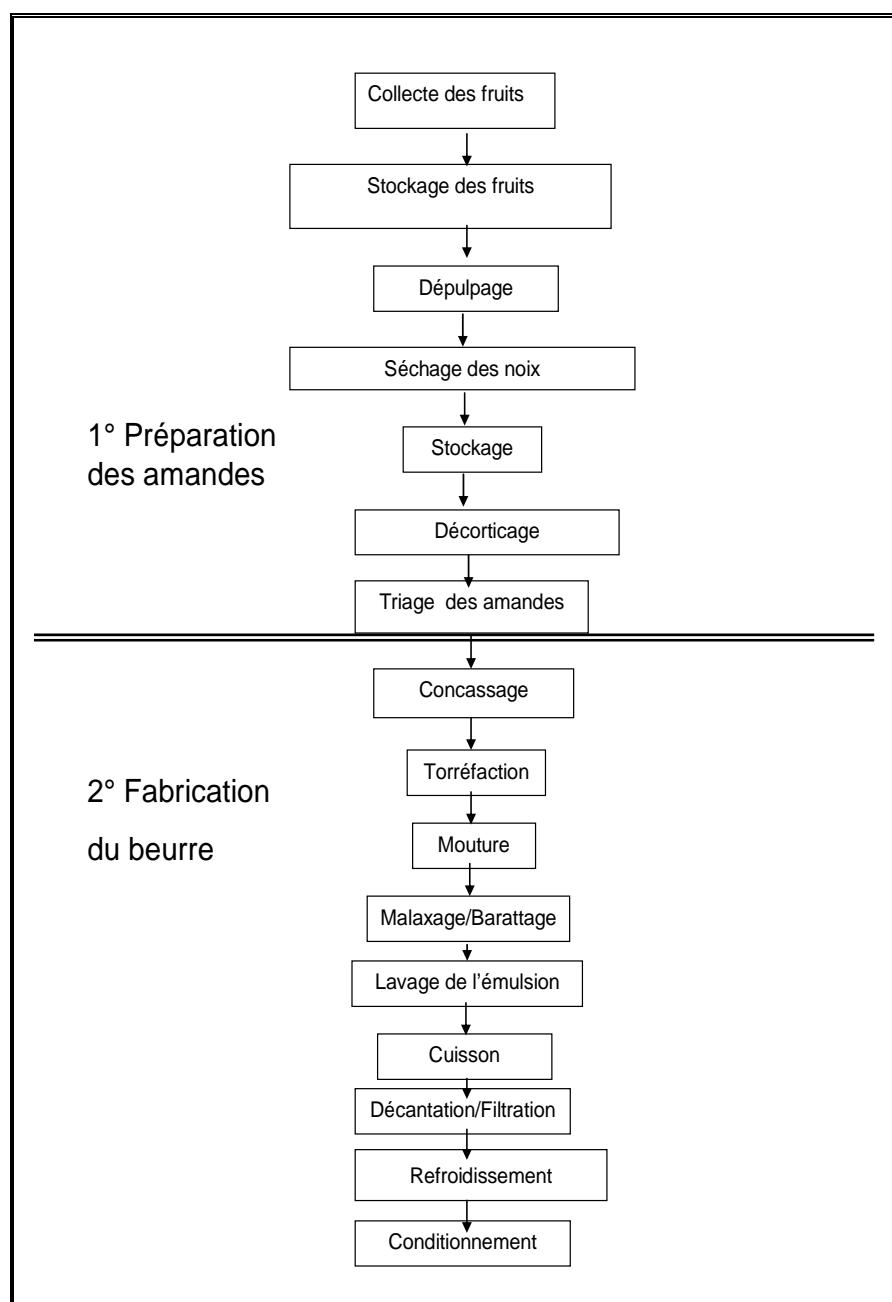 Collecte des fruits
Stockage des fruits
Dépulpage
Séchage des noix
1° Préparation
des amandes
Stockage
Décorticage
Triage des amandes
Concassage
2° Fabrication
du beurre
Torréfaction
Mouture
Malaxage/Barattage
Lavage de l’émulsion
Cuisson
Décantation/Filtration
Refroidissement
Conditionnement